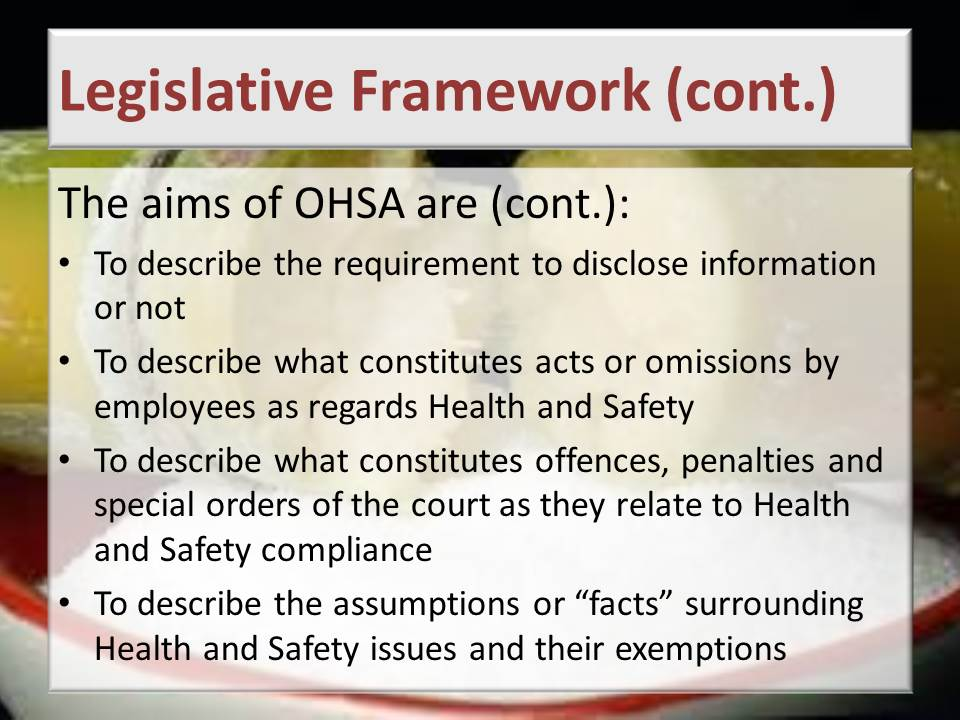 Legislative Framework (cont.)
The aims of OHSA are (cont.):
• To describe the requirement to disclose information
or not
• To describe what constitutes acts or omissions by
employees as regards Health and Safety
• To describe what constitutes offences, penalties and
special orders of the court as they relate to Health
and Safety compliance
• To describe the assumptions or “facts” surrounding
Health and Safety issues and their exemptions